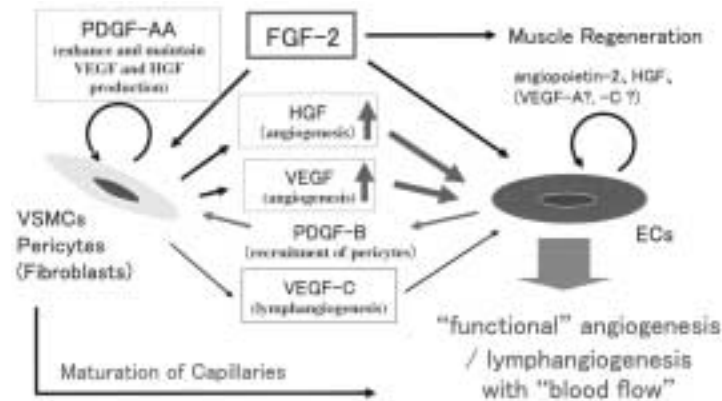 PDGF-AA
(enhance and maintain
VEGF and HGF
production)
FGF-2
Muscle Regeneration
angiopoietin-2、HGF、
(VEGF-A?, -C ?)
HGF
(angiogenesis)
VEGF
(angiogenesis)
PDGF-B
(recruitment of pericytes)
VEGF-C
(lymphangiogenesis)
VSMCs
Pericytes
(Fibroblasts)
ECs
Maturation of Capillaries
“functional” angiogenesis
/ lymphangiogenesis
with “blood flow”